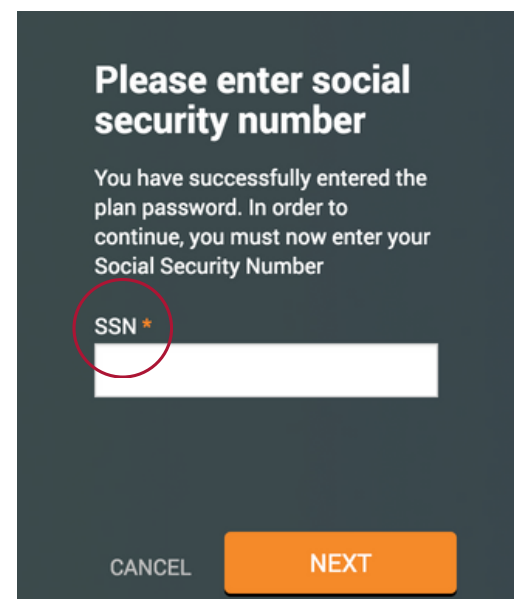 Please enter social
security number
You have successfully entered the
plan password. In order to
continue, you must now enter your
Social Security Number
SSN *
CANCEL
NEXT